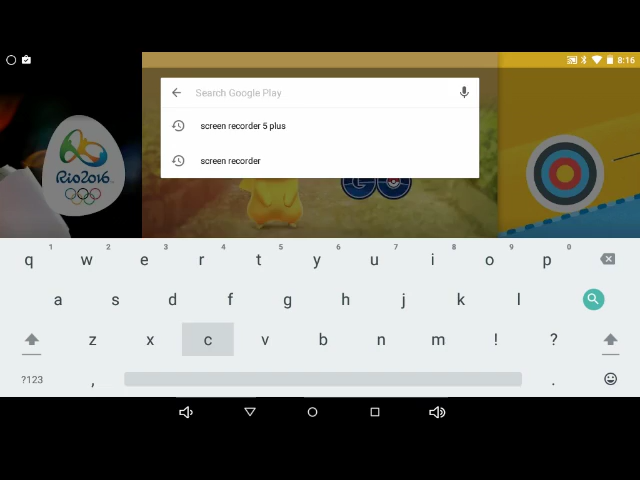 8:16
Search Google Play
screen recorder 5 plus
screen recorder
Rio2016
GO
1 2 3 4 5 6 7 8 9 0
q w e r t y u i o p
a s d f g h j k l
z x c v b n m ! ?
?123 , .